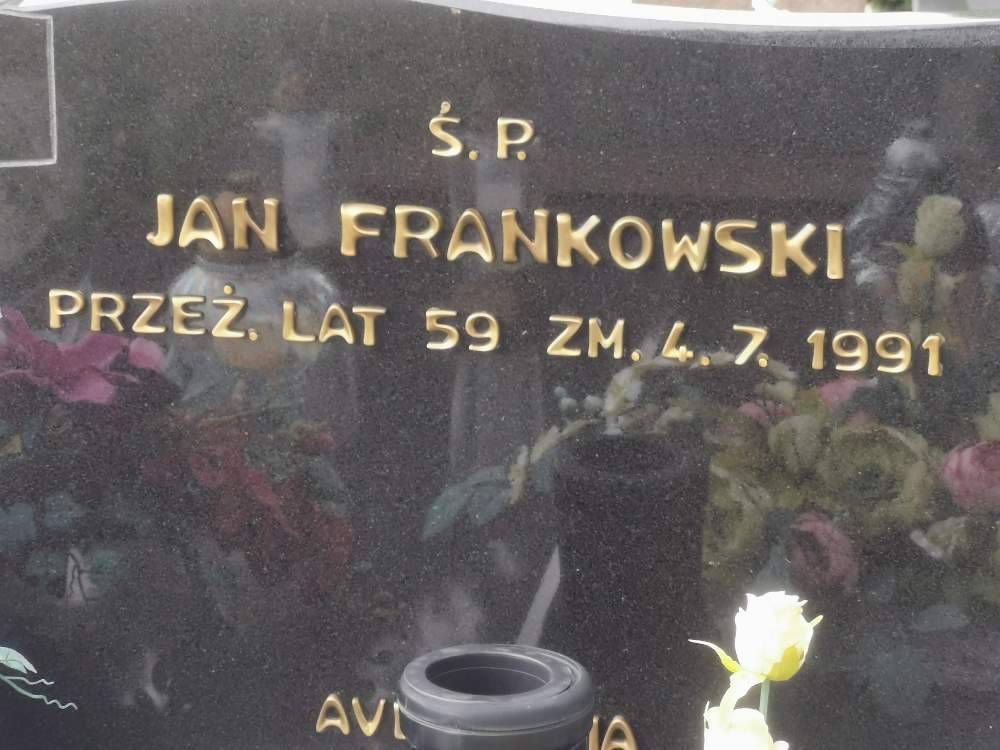 Ś. P.
JAN FRANKOWSKI
PRZEŻ. LAT 59 ZM. 4. 7. 1991